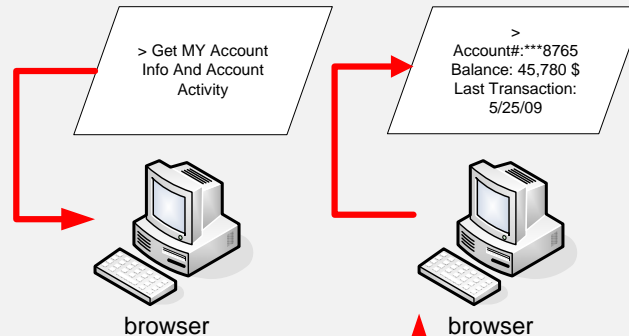 > Get MY Account
Info And Account
Activity
>
Account#:***8765
Balance: 45,780 $
Last Transaction:
5/25/09
browser
browser